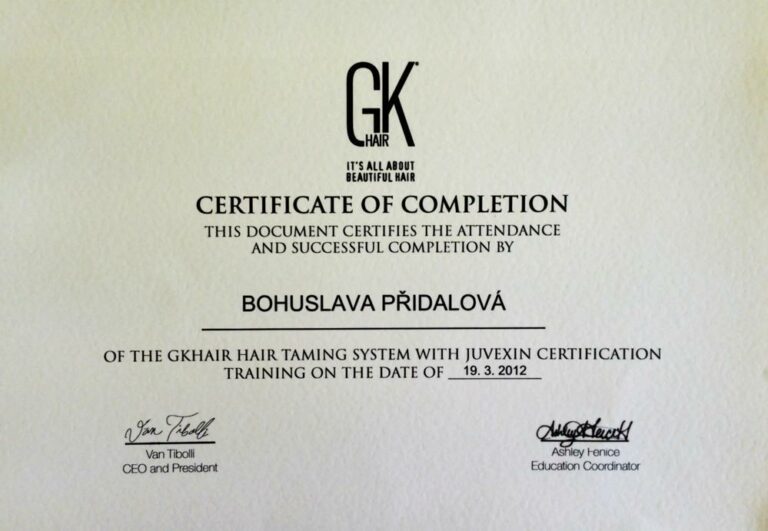 GK
HAIR
IT'S ALL ABOUT
BEAUTIFUL HAIR
CERTIFICATE OF COMPLETION
THIS DOCUMENT CERTIFIES THE ATTENDANCE
AND SUCCESSFUL COMPLETION BY
BOHUSLAVA PŘIDALOVÁ
OF THE GKHAIR HAIR TAMING SYSTEM WITH JUVEXIN CERTIFICATION
TRAINING ON THE DATE OF 19. 3. 2012
Van Tibolli
Van Tibolli
CEO and President
Ashley Fenice
Education Coordinator